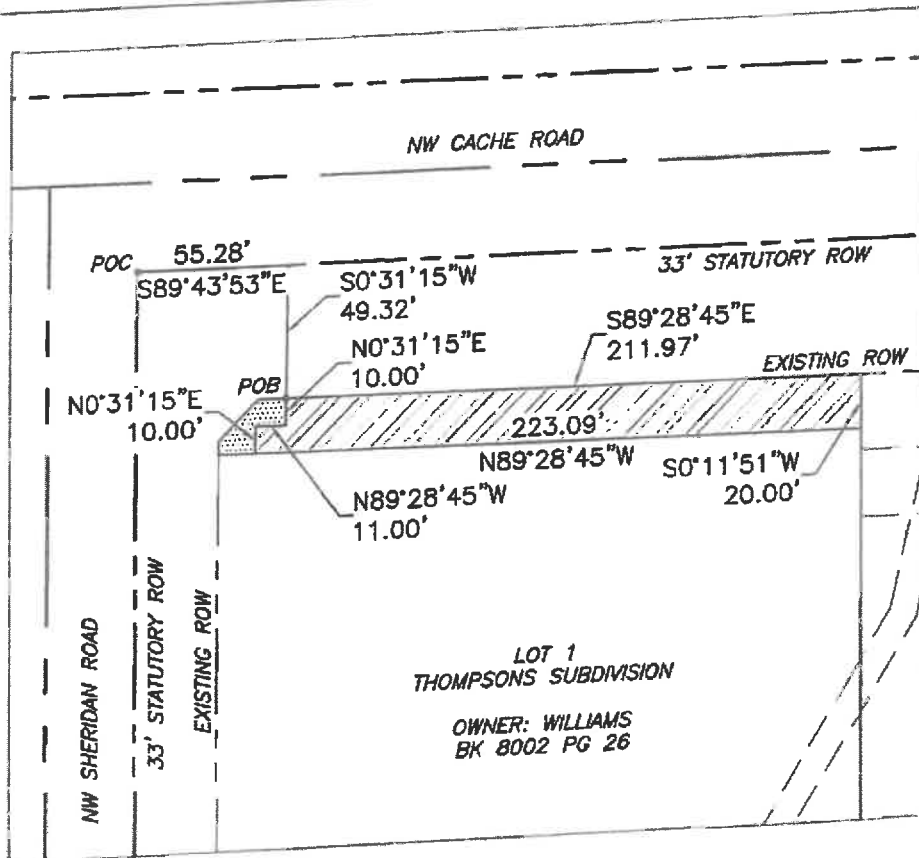 NW CACHE ROAD
POC
55.28'
S89°43'53"E
33' STATUTORY ROW
S0°31'15"W
49.32'
S89°28'45"E
211.97'
N0°31'15"E
10.00'
EXISTING ROW
POB
N0°31'15"E
10.00'
223.09'
N89°28'45"W
S0°11'51"W
20.00'
N89°28'45"W
11.00'
NW SHERIDAN ROAD
33' STATUTORY ROW
EXISTING ROW
LOT 1
THOMPSONS SUBDIVISION
OWNER: WILLIAMS
BK 8002 PG 26